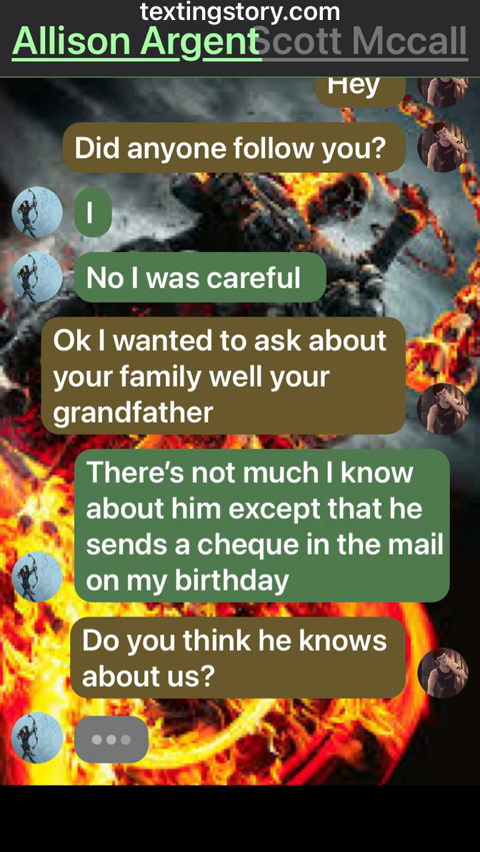 textingstory.com
Allison Argent Scott Mccall
Hey
Did anyone follow you?
I
No I was careful
Ok I wanted to ask about
your family well your
grandfather
There's not much I know
about him except that he
sends a cheque in the mail
on my birthday
Do you think he knows
about us?